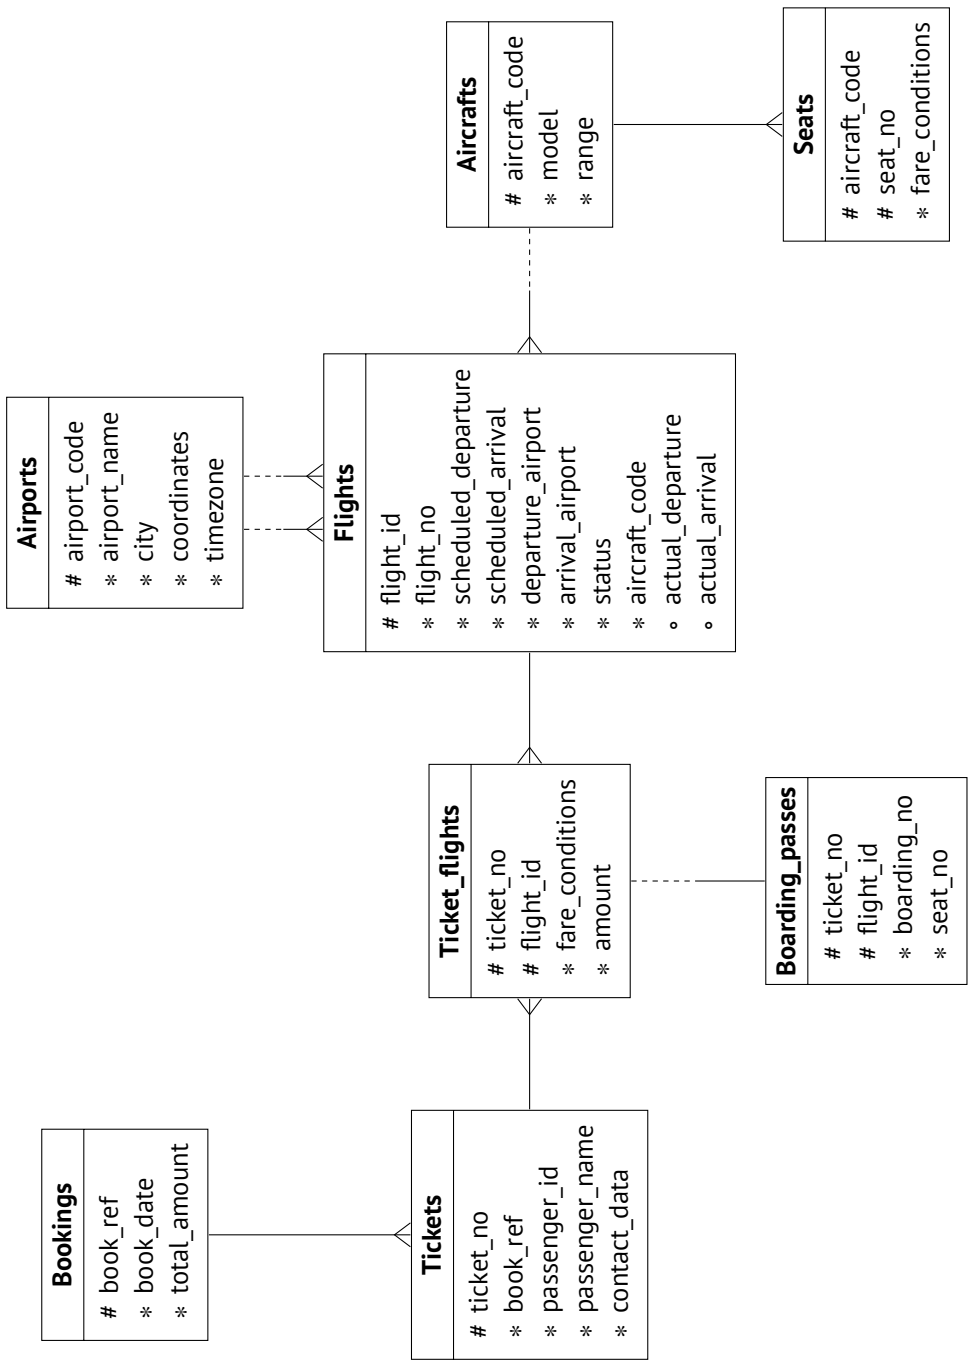 Bookings
# book_ref
* book_date
* total_amount
Tickets
# ticket_no
* book_ref
* passenger_id
* passenger_name
* contact_data
Ticket_flights
# ticket_no
# flight_id
* fare_conditions
* amount
Boarding_passes
# ticket_no
# flight_id
* boarding_no
* seat_no
Airports
# airport_code
* airport_name
* city
* coordinates
* timezone
Flights
# flight_id
* flight_no
* scheduled_departure
* scheduled_arrival
* departure_airport
* arrival_airport
* status
* aircraft_code
° actual_departure
° actual_arrival
Aircrafts
# aircraft_code
* model
* range
Seats
# aircraft_code
# seat_no
* fare_conditions